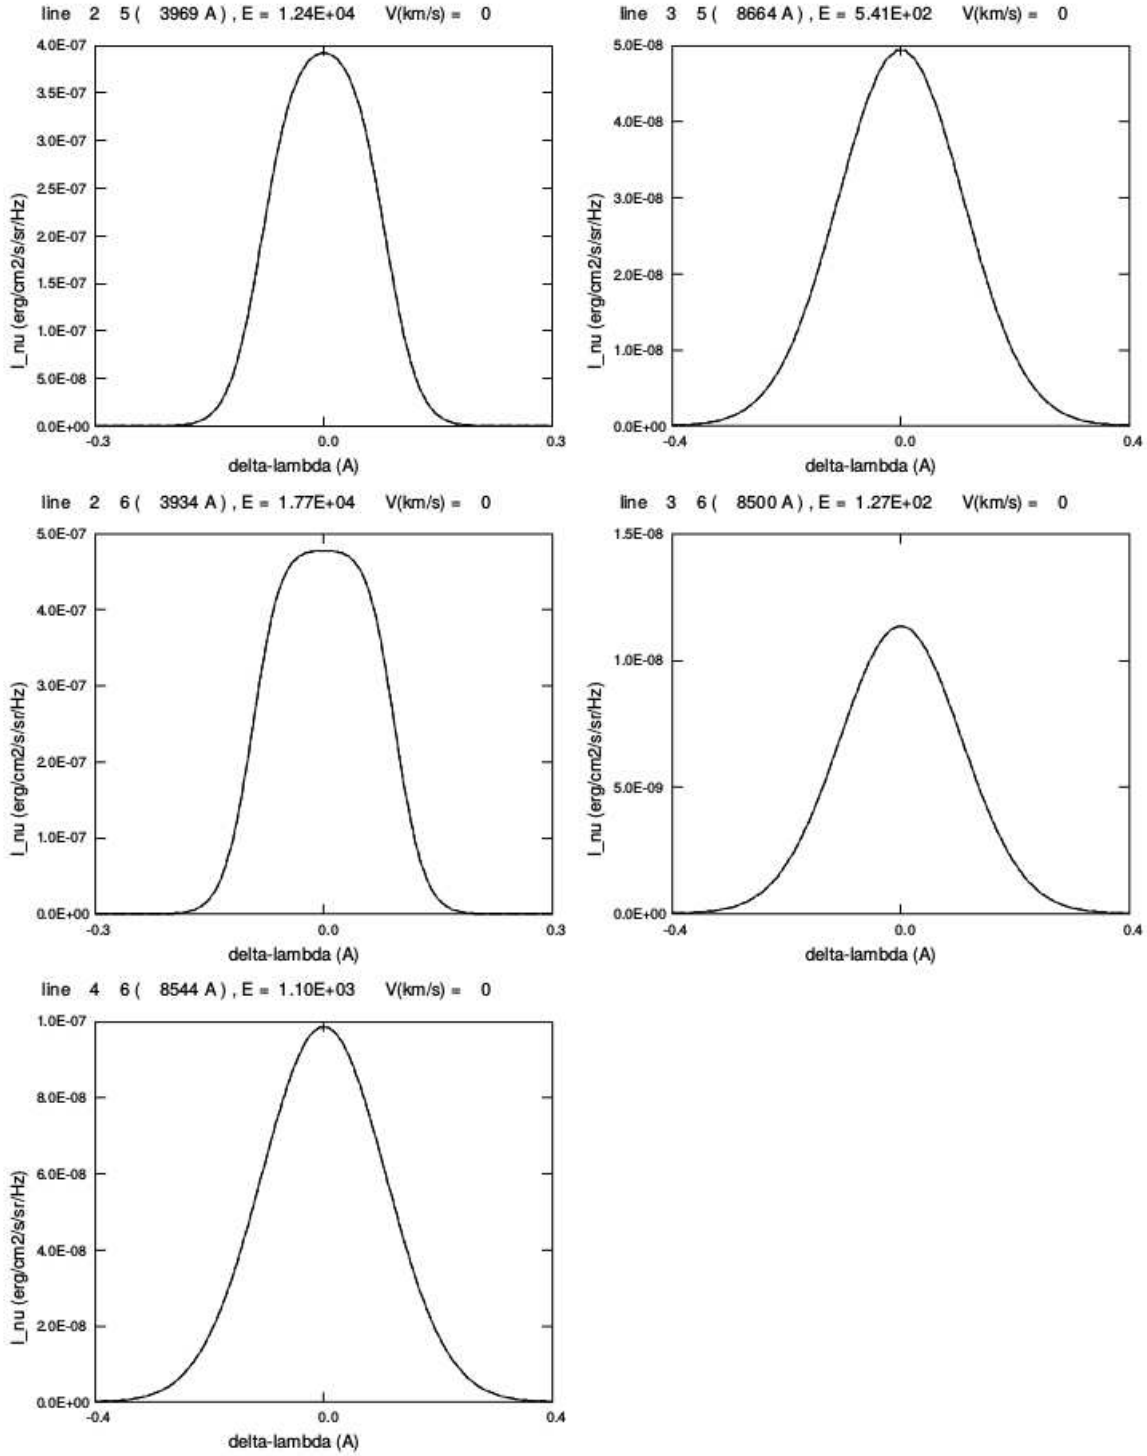 line 2 5 ( 3969 A ) , E = 1.24E+04 V(km/s) = 0
4.0E-07
3.5E-07
3.0E-07
2.5E-07
2.0E-07
1.5E-07
1.0E-07
5.0E-08
0.0E+00
I_nu (erg/cm2/s/sr/Hz)
-0.3 0.0 0.3
delta-lambda (A)
line 3 5 ( 8664 A ) , E = 5.41E+02 V(km/s) = 0
5.0E-08
4.0E-08
3.0E-08
2.0E-08
1.0E-08
0.0E+00
I_nu (erg/cm2/s/sr/Hz)
-0.4 0.0 0.4
delta-lambda (A)
line 2 6 ( 3934 A ) , E = 1.77E+04 V(km/s) = 0
5.0E-07
4.0E-07
3.0E-07
2.0E-07
1.0E-07
0.0E+00
I_nu (erg/cm2/s/sr/Hz)
-0.3 0.0 0.3
delta-lambda (A)
line 3 6 ( 8500 A ) , E = 1.27E+02 V(km/s) = 0
1.5E-08
1.0E-08
5.0E-09
0.0E+00
I_nu (erg/cm2/s/sr/Hz)
-0.4 0.0 0.4
delta-lambda (A)
line 4 6 ( 8544 A ) , E = 1.10E+03 V(km/s) = 0
1.0E-07
8.0E-08
6.0E-08
4.0E-08
2.0E-08
0.0E+00
I_nu (erg/cm2/s/sr/Hz)
-0.4 0.0 0.4
delta-lambda (A)